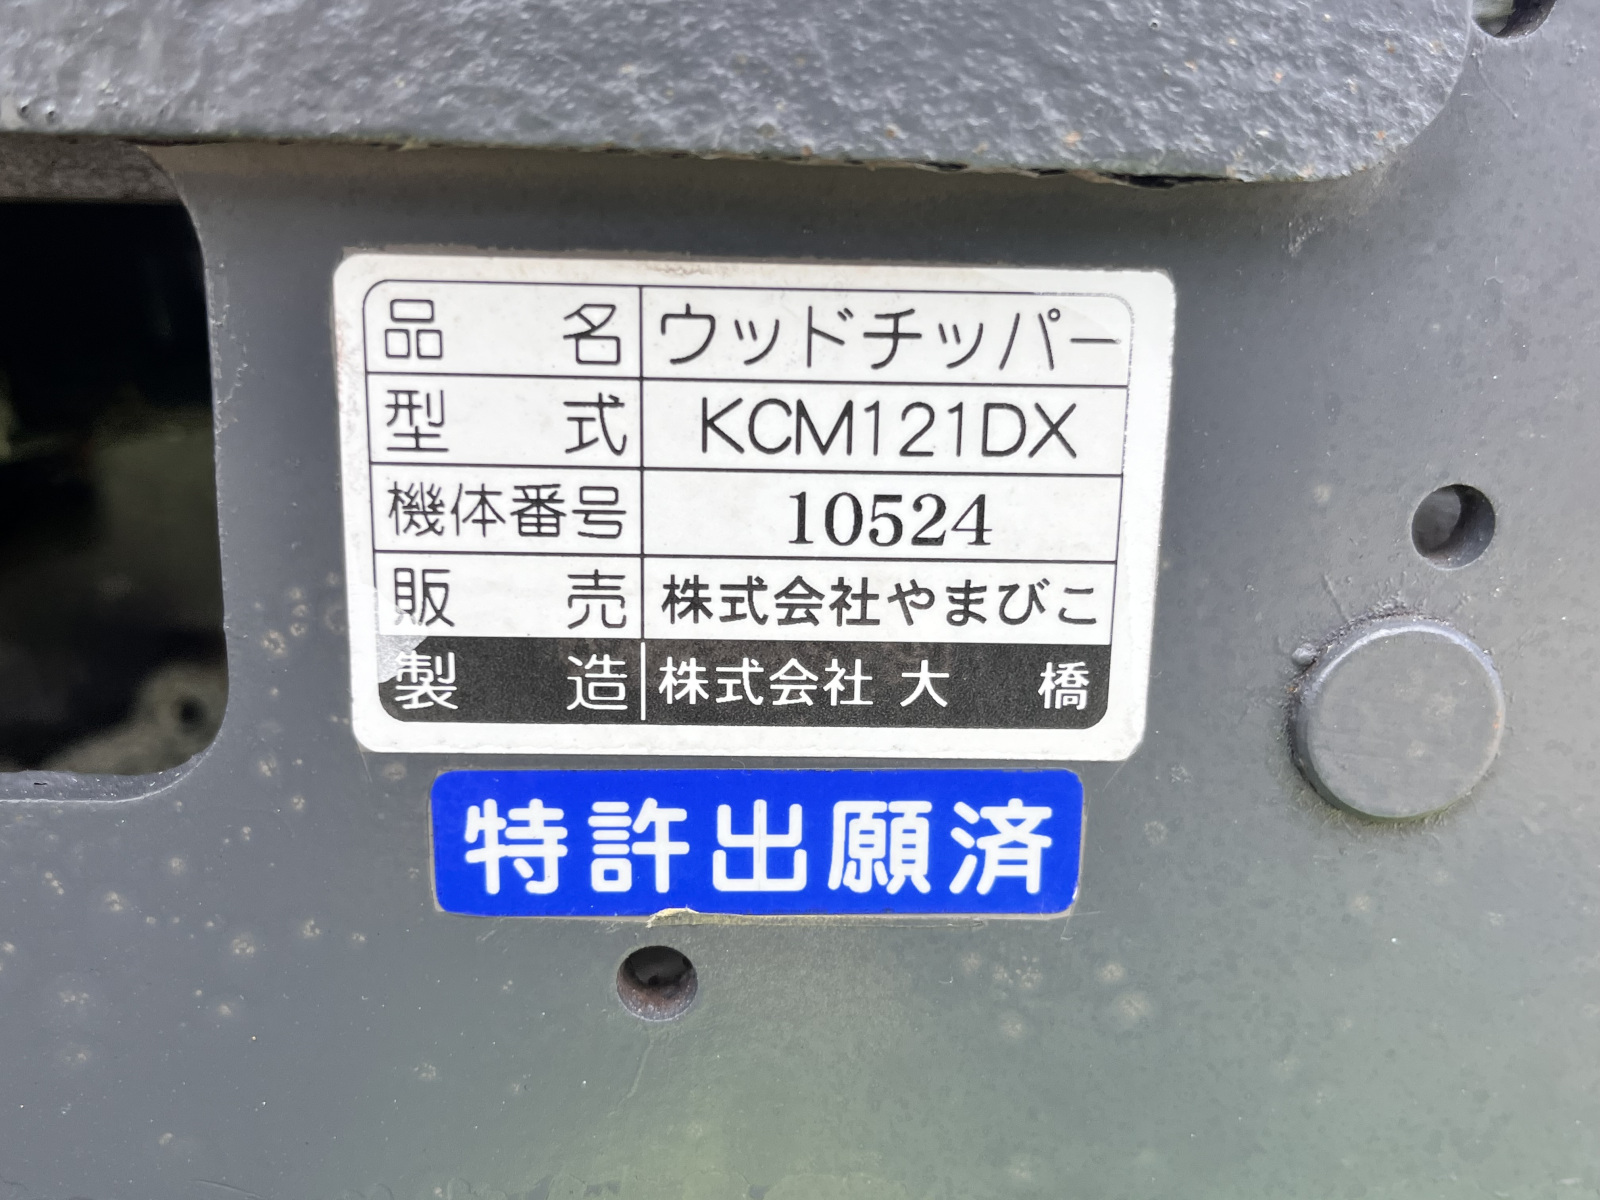 品名 ウッドチッパー
型式 KCM121DX
機体番号 10524
販売 株式会社やまびこ
製造 株式会社 大橋
特許出願済